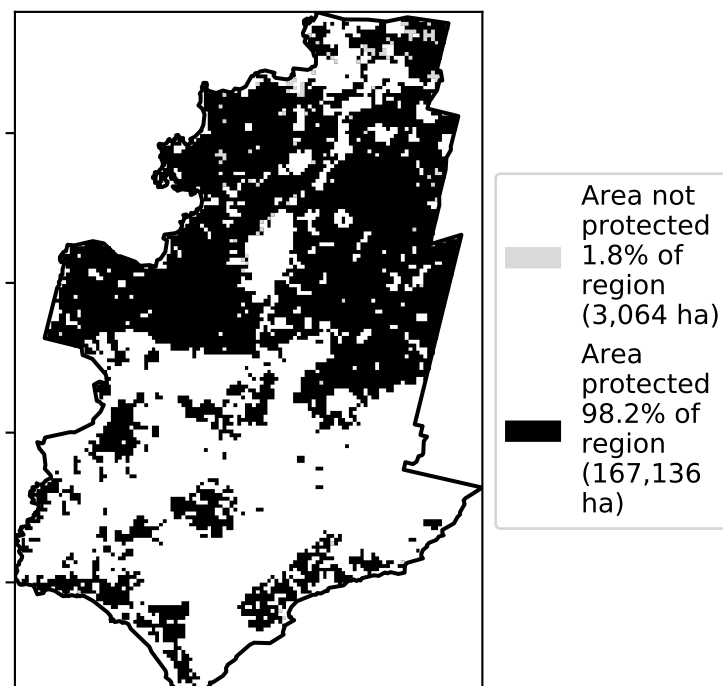 Area not
protected
1.8% of
region
(3,064 ha)
Area
protected
98.2% of
region
(167,136
ha)